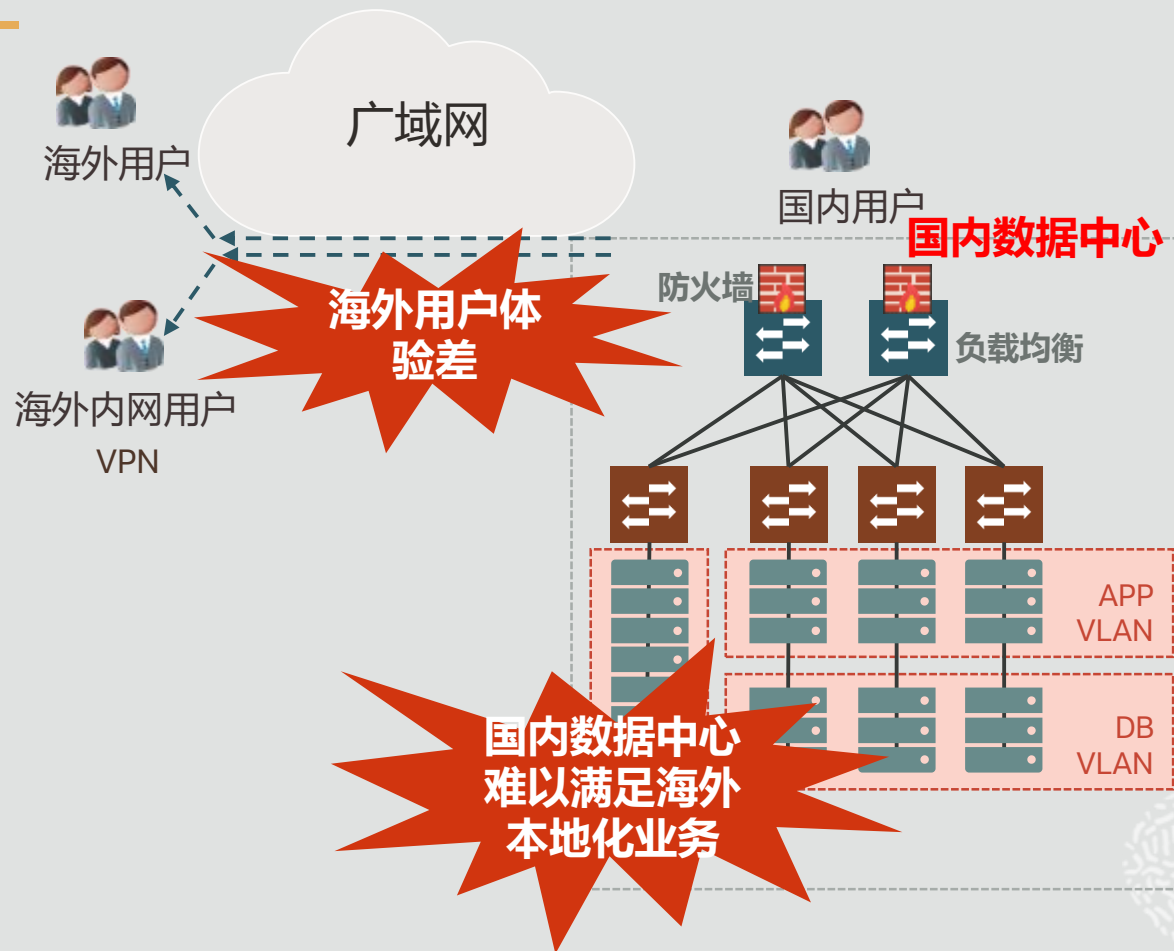 广域网
海外用户
国内用户
国内数据中心
防火墙
负载均衡
海外用户体
验差
海外内网用户
VPN
APP
VLAN
国内数据中心
难以满足海外
本地化业务
DB
VLAN